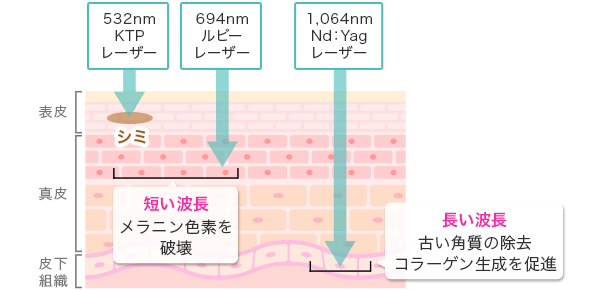 532nm
KTP
レーザー
694nm
ルビー
レーザー
1,064nm
Nd：Yag
レーザー
表皮
シミ
真皮
短い波長
メラニン色素を
破壊
長い波長
古い角質の除去
コラーゲン生成を促進
皮下
組織